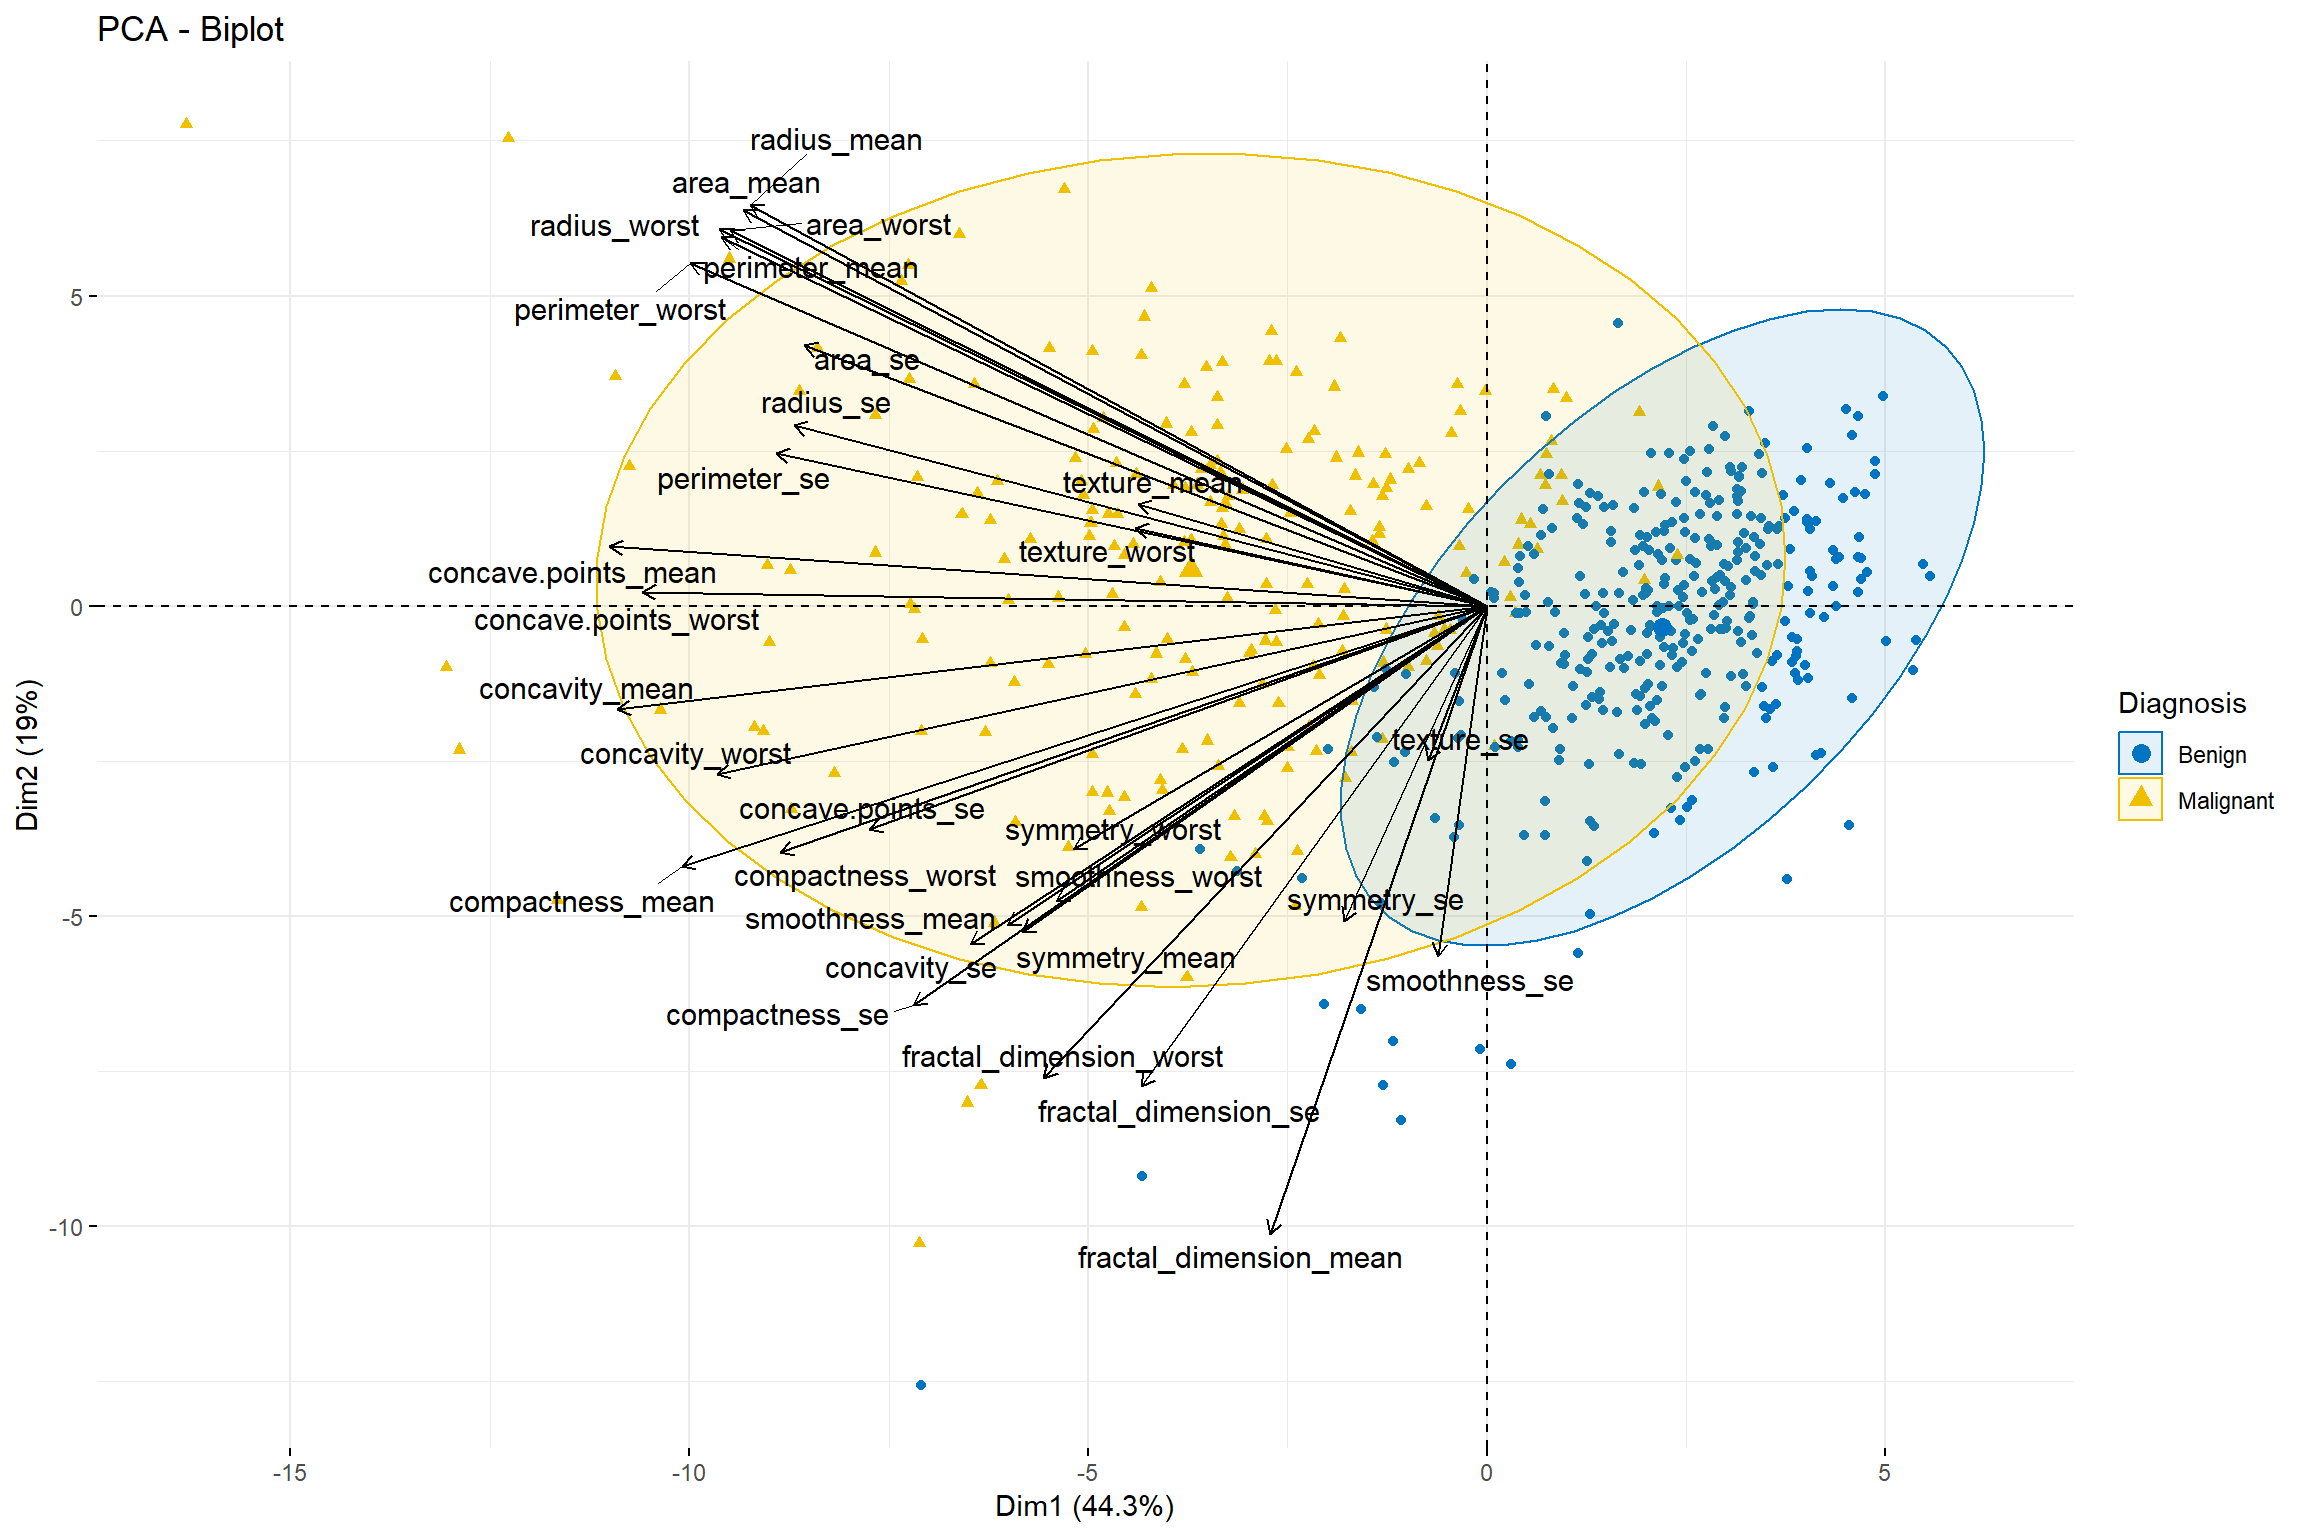 PCA - Biplot
radius_mean
area_mean
radius_worst
area_worst
perimeter_mean
perimeter_worst
area_se
radius_se
perimeter_se
texture_mean
texture_worst
concave.points_mean
concave.points_worst
concavity_mean
concavity_worst
texture_se
concave.points_se
symmetry_worst
compactness_worst
smoothness_worst
compactness_mean
symmetry_se
smoothness_mean
symmetry_mean
concavity_se
smoothness_se
compactness_se
fractal_dimension_worst
fractal_dimension_se
fractal_dimension_mean
5
0
-5
-10
Dim2 (19%)
-15
-10
-5
0
5
Dim1 (44.3%)
Diagnosis
Benign
Malignant